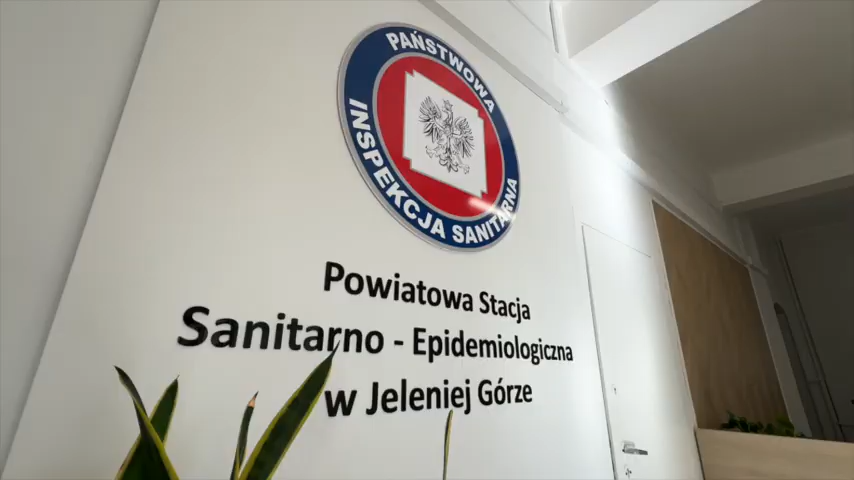 PAŃSTWOWA
INSPEKCJA SANITARNA
Powiatowa Stacja
Sanitarno - Epidemiologiczna
w Jeleniej Górze